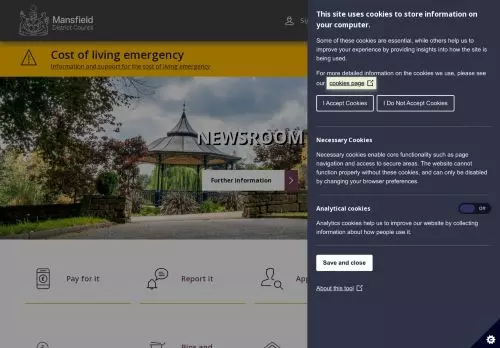 Mansfield
District Council
Cost of living emergency
Information and support for the cost of living emergency
NEWSROOM
Further Information
Pay for it
Report it
This site uses cookies to store information on
your computer.
Some of these cookies are essential, while others help us to
improve your experience by providing insights into how the site is
being used.
For more detailed information on the cookies we use, please see
our cookies page
I Accept Cookies
I Do Not Accept Cookies
Necessary Cookies
Necessary cookies enable core functionality such as page
navigation and access to secure areas. The website cannot
function properly without these cookies, and can only be disabled
by changing your browser preferences.
Analytical cookies
Off
Analytics cookies help us to improve our website by collecting
information about how people use it.
Save and close
About this tool